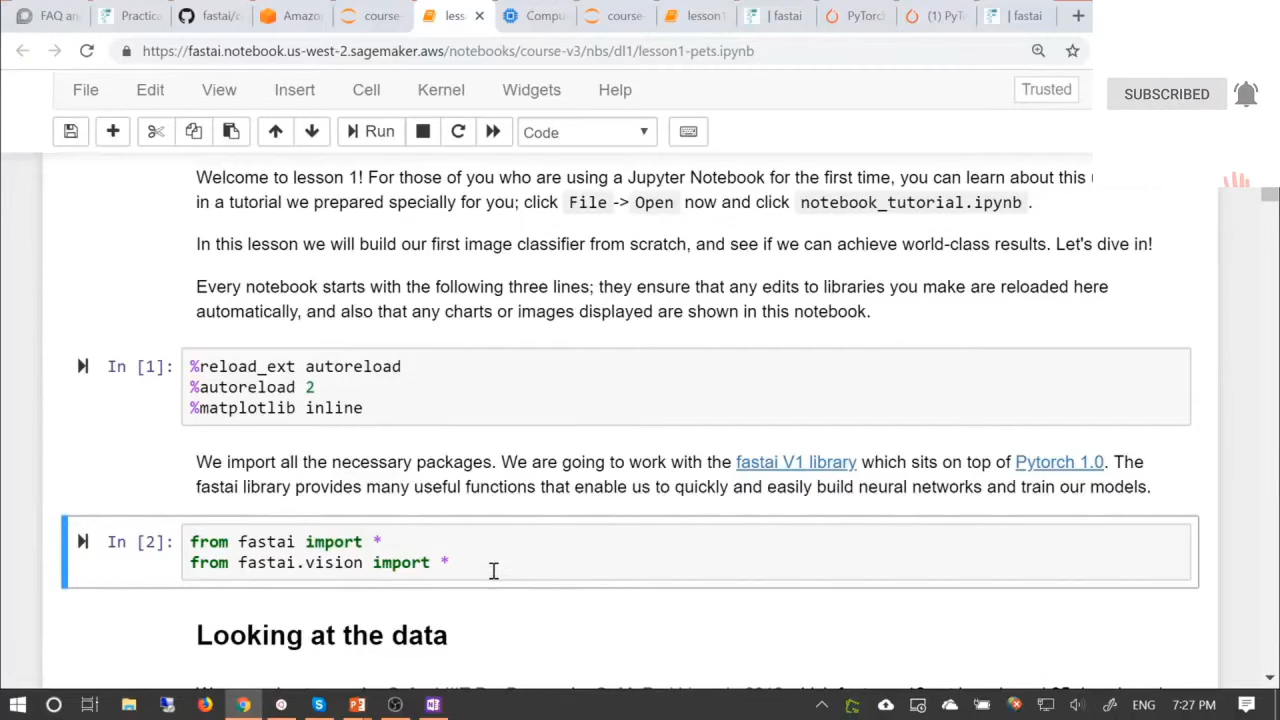 FAQ an Practica fastai/ Amazo course less Compu course lesson1 | fastai PyTorc (1) PyT | fastai
https://fastai.notebook.us-west-2.sagemaker.aws/notebooks/course-v3/nbs/dl1/lesson1-pets.ipynb
File Edit View Insert Cell Kernel Widgets Help Trusted
SUBSCRIBED
Run Code
Welcome to lesson 1! For those of you who are using a Jupyter Notebook for the first time, you can learn about this
in a tutorial we prepared specially for you; click File -> Open now and click notebook_tutorial.ipynb .
In this lesson we will build our first image classifier from scratch, and see if we can achieve world-class results. Let's dive in!
Every notebook starts with the following three lines; they ensure that any edits to libraries you make are reloaded here
automatically, and also that any charts or images displayed are shown in this notebook.
In [1]: %reload_ext autoreload
%autoreload 2
%matplotlib inline
We import all the necessary packages. We are going to work with the fastai V1 library which sits on top of Pytorch 1.0. The
fastai library provides many useful functions that enable us to quickly and easily build neural networks and train our models.
In [2]: from fastai import *
from fastai.vision import *
Looking at the data
ENG 7:27 PM